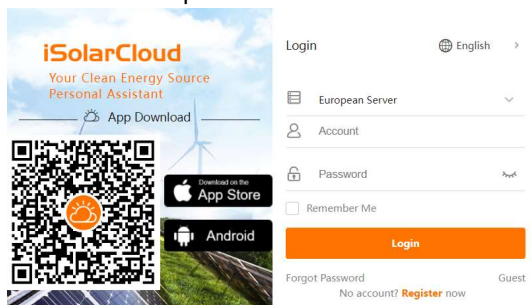 iSolarCloud
Your Clean Energy Source
Personal Assistant
App Download
Download on the
App Store
Android
Login
English
European Server
Account
Password
Remember Me
Login
Forgot Password
Guest
No account? Register now